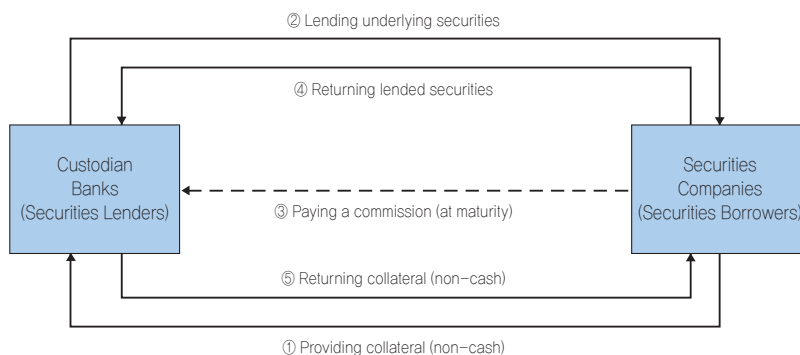 ② Lending underlying securities
④ Returning lended securities
Custodian
Banks
(Securities Lenders)
Securities
Companies
(Securities Borrowers)
③ Paying a commission (at maturity)
⑤ Returning collateral (non-cash)
① Providing collateral (non-cash)